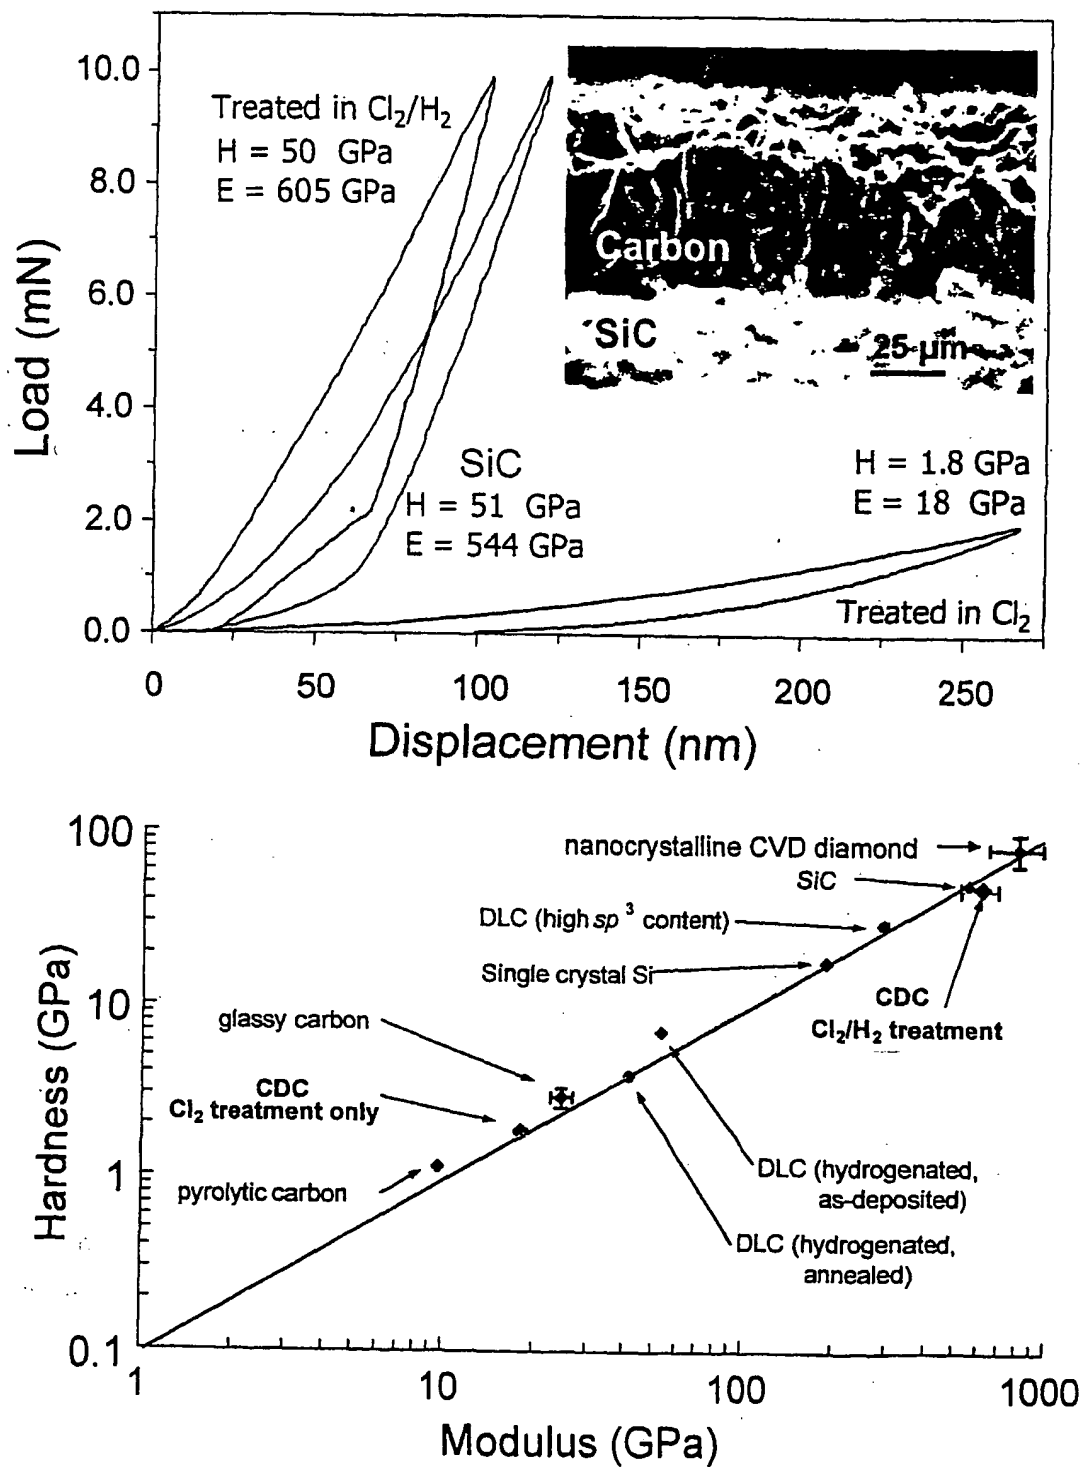 10.0
8.0
6.0
4.0
2.0
0.0
Load (mN)
Treated in Cl₂/H₂
H = 50 GPa
E = 605 GPa
Carbon
SiC
25 µm
SiC
H = 51 GPa
E = 544 GPa
H = 1.8 GPa
E = 18 GPa
Treated in Cl₂
0 50 100 150 200 250
Displacement (nm)
100
10
1
0.1
Hardness (GPa)
nanocrystalline CVD diamond
SiC
DLC (high sp³ content)
Single crystal Si
CDC
Cl₂/H₂ treatment
glassy carbon
CDC
Cl₂ treatment only
pyrolytic carbon
DLC (hydrogenated,
as-deposited)
DLC (hydrogenated,
annealed)
1 10 100 1000
Modulus (GPa)